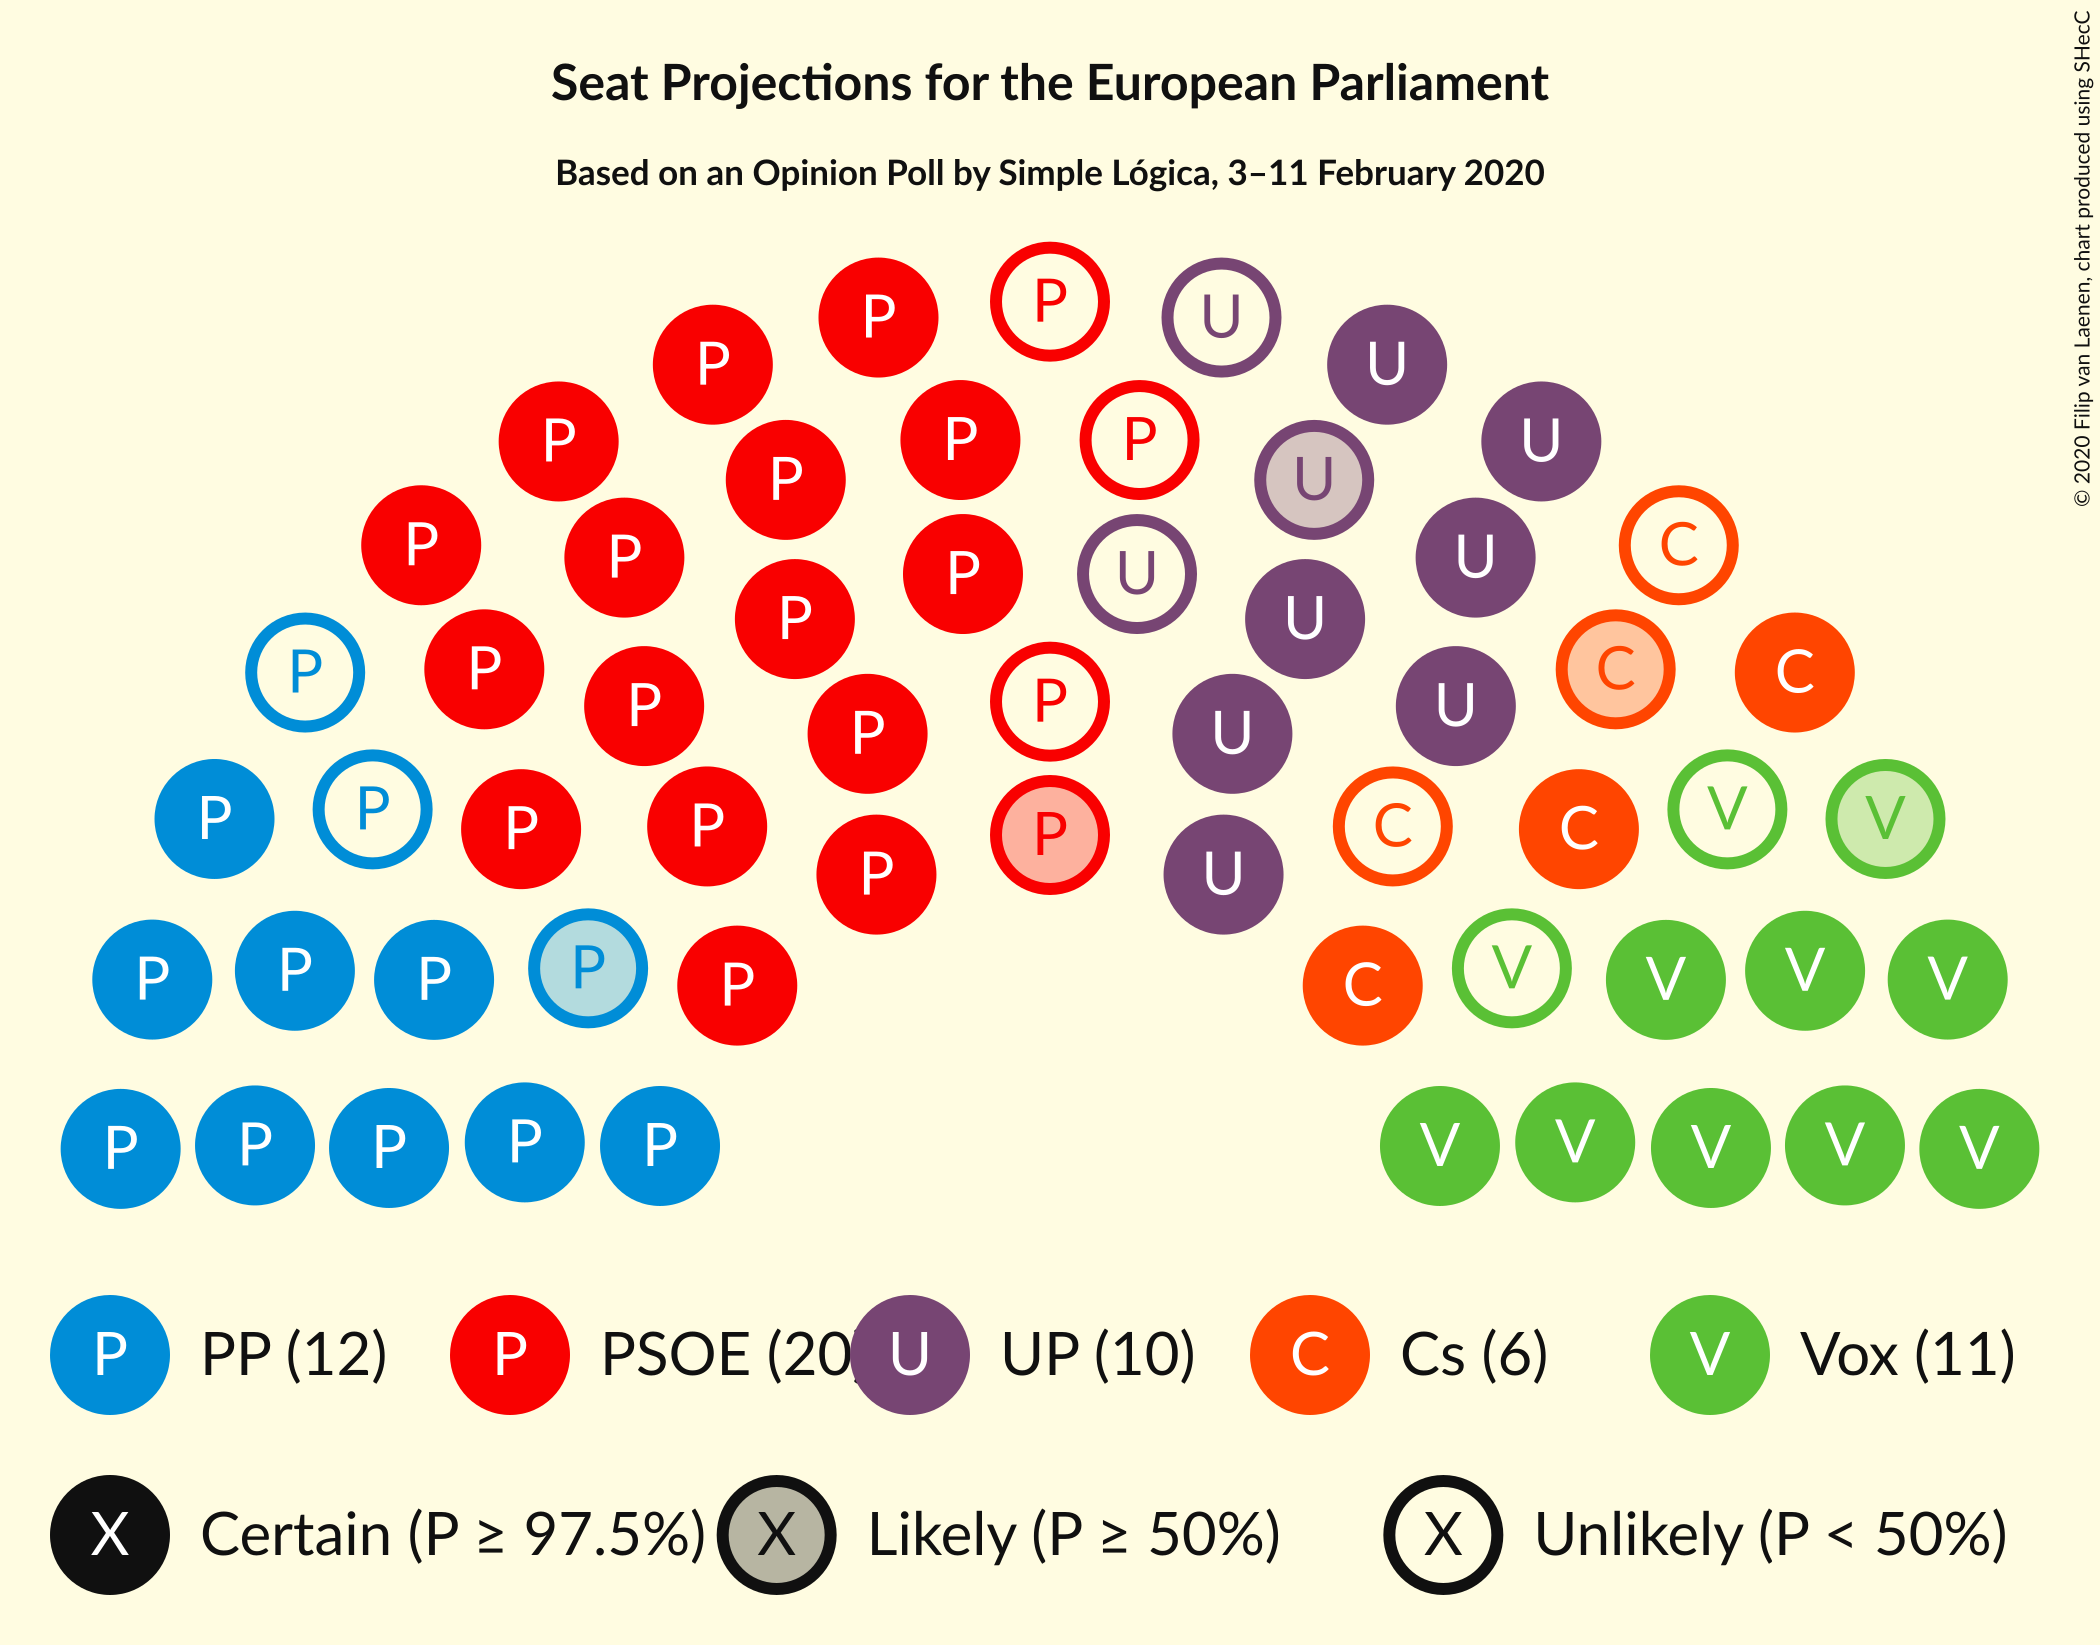 Seat Projections for the European Parliament
Based on an Opinion Poll by Simple Lógica, 3–11 February 2020
© 2020 Filip van Laenen, chart produced using SHecC
P U
P U
P U
P P U
P U
P P U
P C
P U
P U
P C
P P C
P U
P U
P V
P V
P C
P P C
P U
P V
P P V V
P C
P P P P P V V V V V
P PP (12) P PSOE (20) U UP (10) C Cs (6) V Vox (11)
X Certain (P ≥ 97.5%) X Likely (P ≥ 50%) X Unlikely (P < 50%)